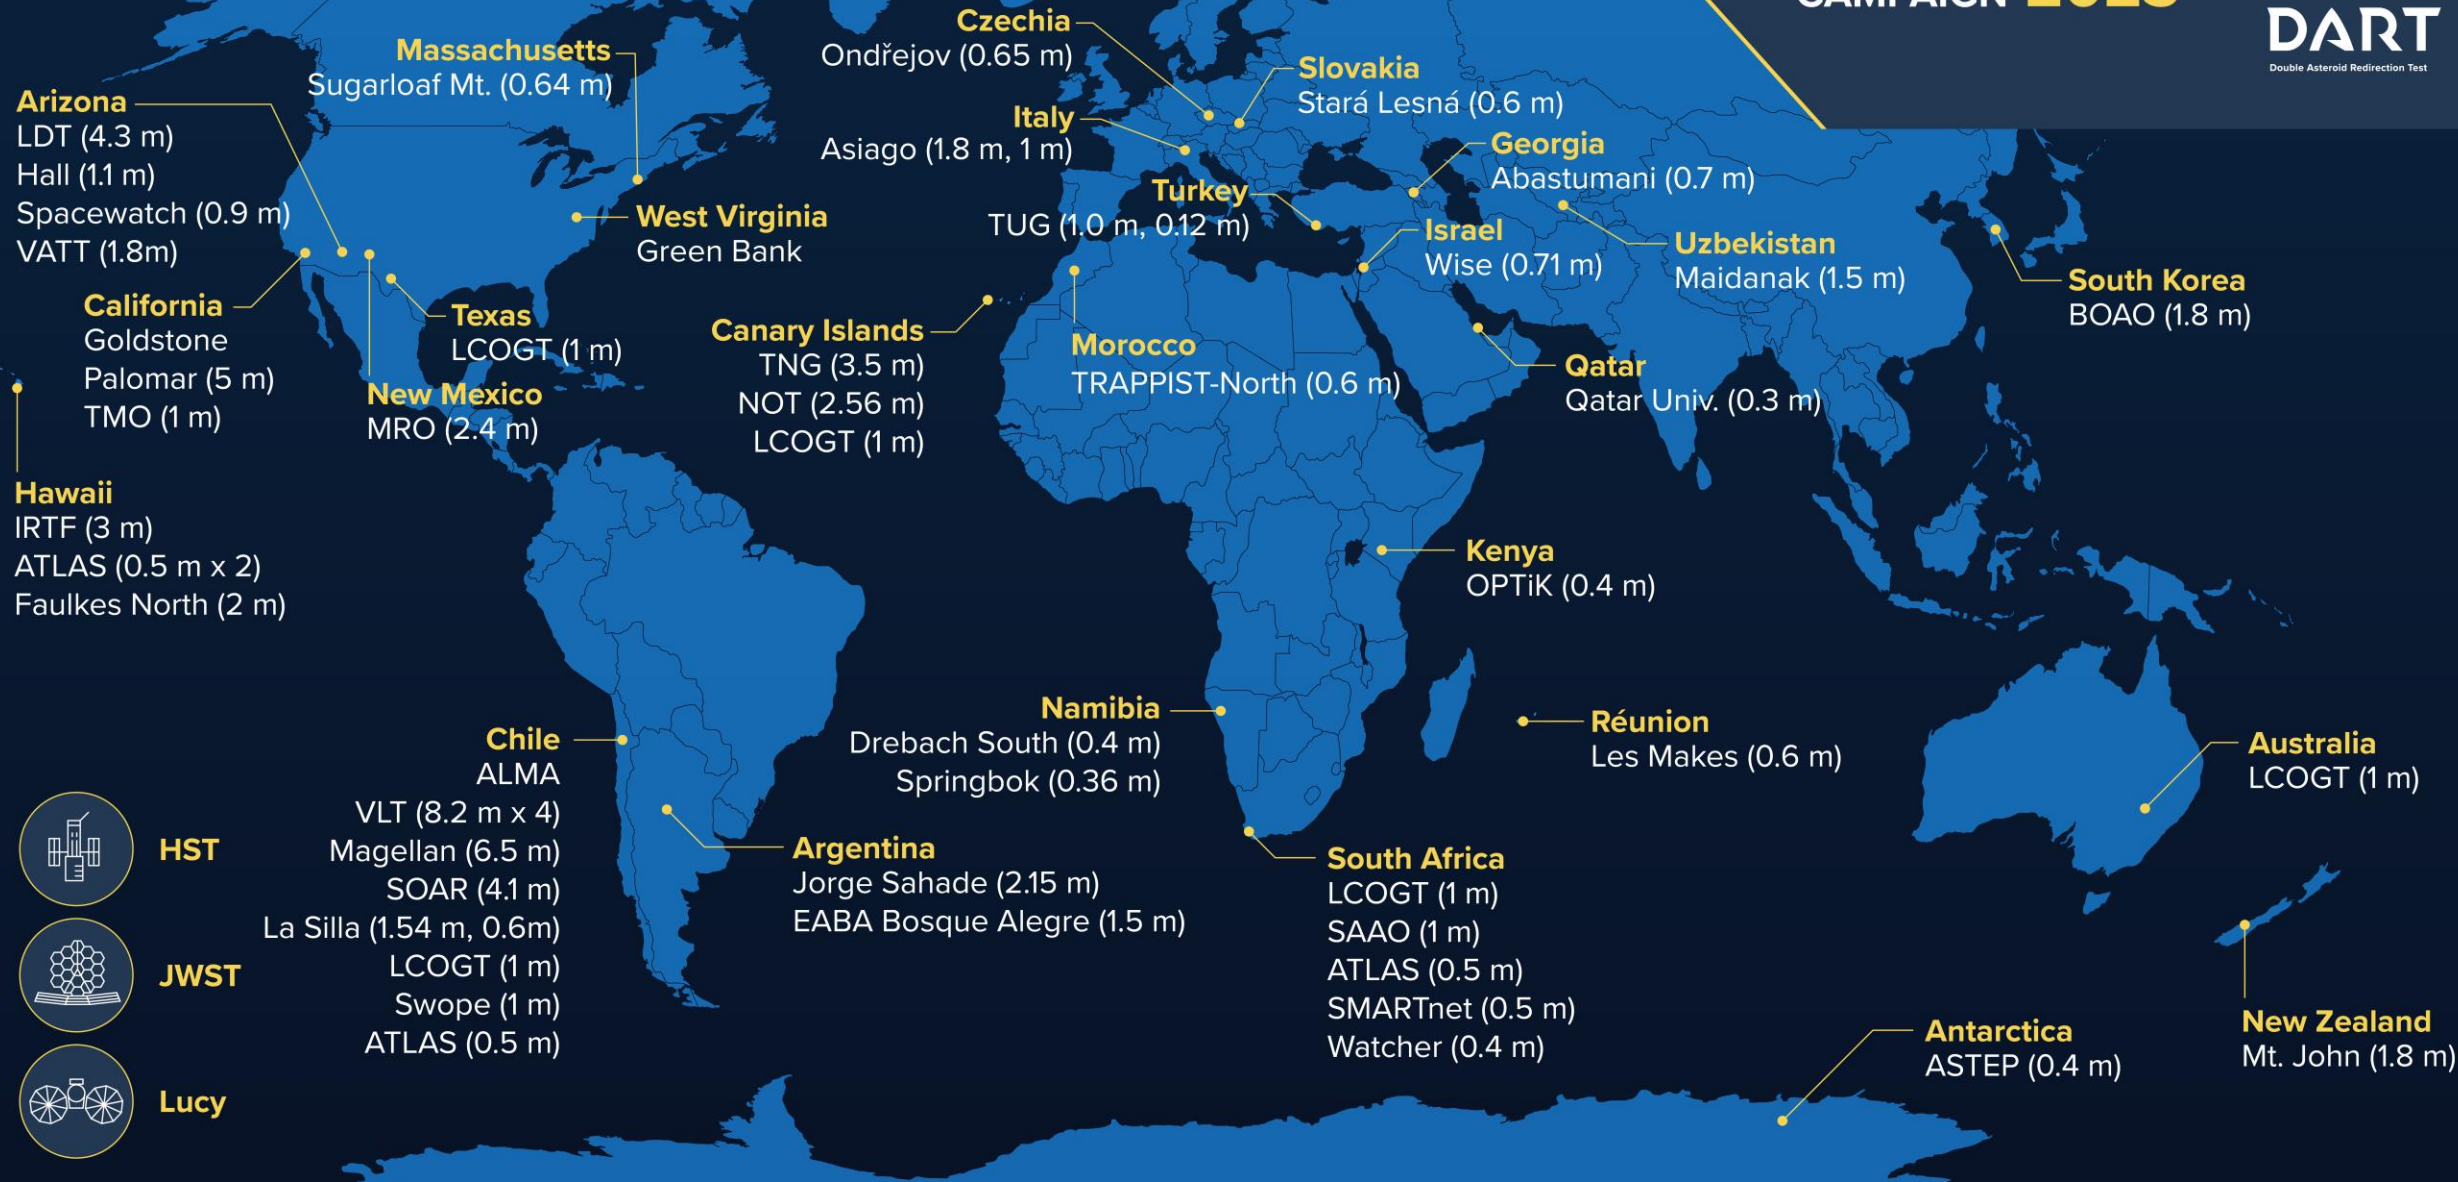 DART
Double Asteroid Redirection Test
Massachusetts
Sugarloaf Mt. (0.64 m)
Arizona
LDT (4.3 m)
Hall (1.1 m)
Spacewatch (0.9 m)
VATT (1.8m)
West Virginia
Green Bank
California
Goldstone
Palomar (5 m)
TMO (1 m)
Texas
LCOGT (1 m)
New Mexico
MRO (2.4 m)
Hawaii
IRTF (3 m)
ATLAS (0.5 m x 2)
Faulkes North (2 m)
Czechia
Ondřejov (0.65 m)
Slovakia
Stará Lesná (0.6 m)
Italy
Asiago (1.8 m, 1 m)
Georgia
Abastumani (0.7 m)
Turkey
TUG (1.0 m, 0.12 m)
Israel
Wise (0.71 m)
Uzbekistan
Maidanak (1.5 m)
South Korea
BOAO (1.8 m)
Canary Islands
TNG (3.5 m)
NOT (2.56 m)
LCOGT (1 m)
Morocco
TRAPPIST-North (0.6 m)
Qatar
Qatar Univ. (0.3 m)
Kenya
OPTiK (0.4 m)
Chile
ALMA
VLT (8.2 m x 4)
Magellan (6.5 m)
SOAR (4.1 m)
La Silla (1.54 m, 0.6m)
LCOGT (1 m)
Swope (1 m)
ATLAS (0.5 m)
Argentina
Jorge Sahade (2.15 m)
EABA Bosque Alegre (1.5 m)
Namibia
Drebach South (0.4 m)
Springbok (0.36 m)
Réunion
Les Makes (0.6 m)
South Africa
LCOGT (1 m)
SAAO (1 m)
ATLAS (0.5 m)
SMARTnet (0.5 m)
Watcher (0.4 m)
Australia
LCOGT (1 m)
New Zealand
Mt. John (1.8 m)
Antarctica
ASTEP (0.4 m)
HST
JWST
Lucy